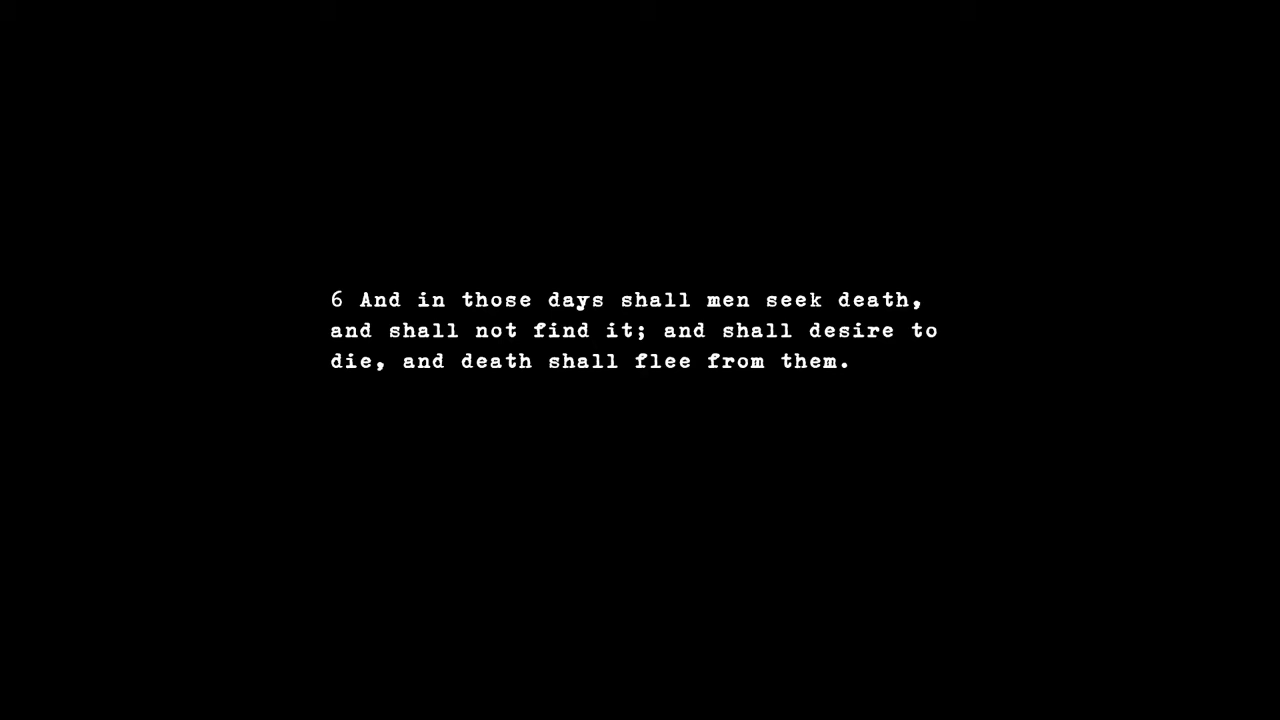 6 And in those days shall men seek death,
and shall not find it; and shall desire to
die, and death shall flee from them.